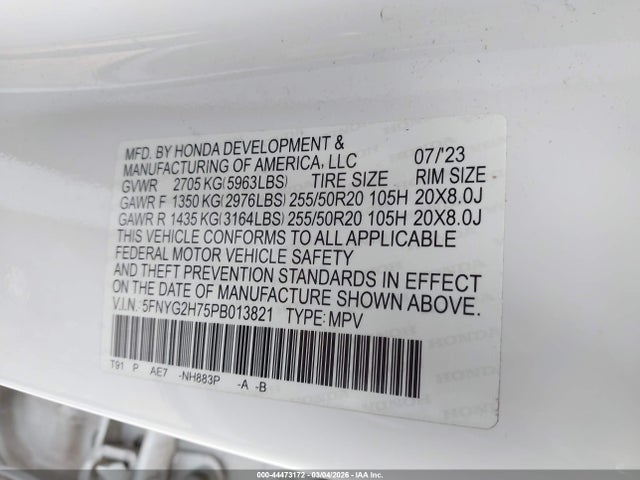 MFD. BY HONDA DEVELOPMENT & 07/'23
MANUFACTURING OF AMERICA, LLC
GVWR 2705 KG(5963LBS) TIRE SIZE RIM SIZE
GAWR F 1350 KG(2976LBS) 255/50R20 105H 20X8.0J
GAWR R 1435 KG(3164LBS) 255/50R20 105H 20X8.0J
THIS VEHICLE CONFORMS TO ALL APPLICABLE
FEDERAL MOTOR VEHICLE SAFETY
AND THEFT PREVENTION STANDARDS IN EFFECT
ON THE DATE OF MANUFACTURE SHOWN ABOVE.
V.I.N. 5FNYG2H75PB013821 TYPE: MPV
T91 P AE7 -NH883P -A -B
000-44473172 - 03/04/2026 - IAA Inc.